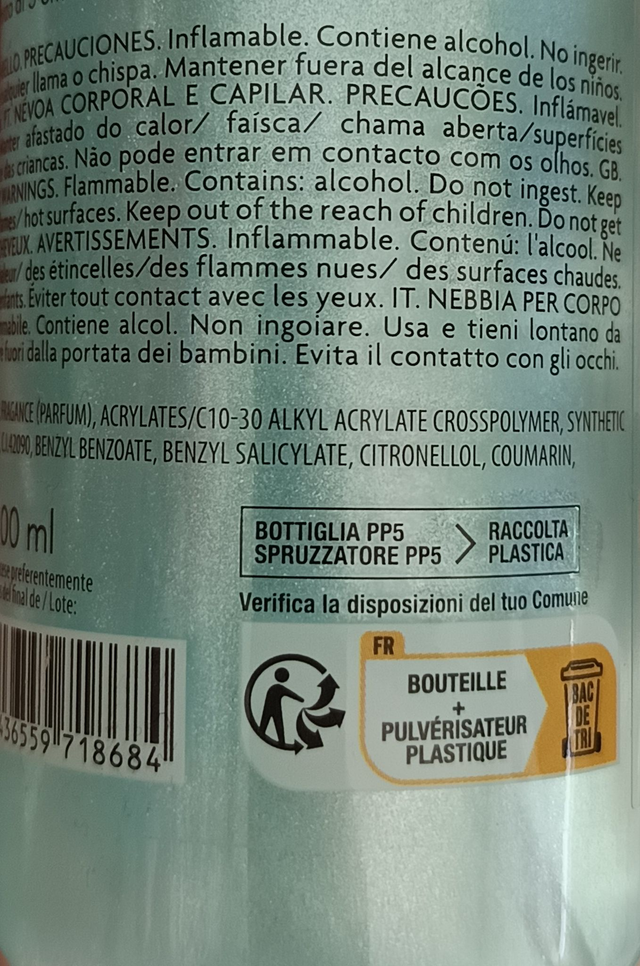 PRECAUCIONES. Inflamable. Contiene alcohol. No ingerir.
llama o chispa. Mantener fuera del alcance de los niños.
PT. NÉVOA CORPORAL E CAPILAR. PRECAUCÕES. Inflámavel.
afastado do calor/ faísca/ chama aberta/superfícies
crianças. Não pode entrar em contacto com os olhos. GB.
WARNINGS. Flammable. Contains: alcohol. Do not ingest. Keep
/hot surfaces. Keep out of the reach of children. Do not get
AVERTISSEMENTS. Inflammable. Contenú: l'alcool. Ne
/ des étincelles/des flammes nues/ des surfaces chaudes.
Éviter tout contact avec les yeux. IT. NEBBIA PER CORPO
Contiene alcol. Non ingoiare. Usa e tieni lontano da
fuori dalla portata dei bambini. Evita il contatto con gli occhi.
(PARFUM), ACRYLATES/C10-30 ALKYL ACRYLATE CROSSPOLYMER, SYNTHETIC
C.I.42090, BENZYL BENZOATE, BENZYL SALICYLATE, CITRONELLOL, COUMARIN,
00 ml
preferentemente
final de / Lote:
36559 718684
BOTTIGLIA PP5
SPRUZZATORE PP5
RACCOLTA
PLASTICA
Verifica la disposizioni del tuo Comune
FR
BOUTEILLE
+
PULVÉRISATEUR
PLASTIQUE
BAC
DE
TRI